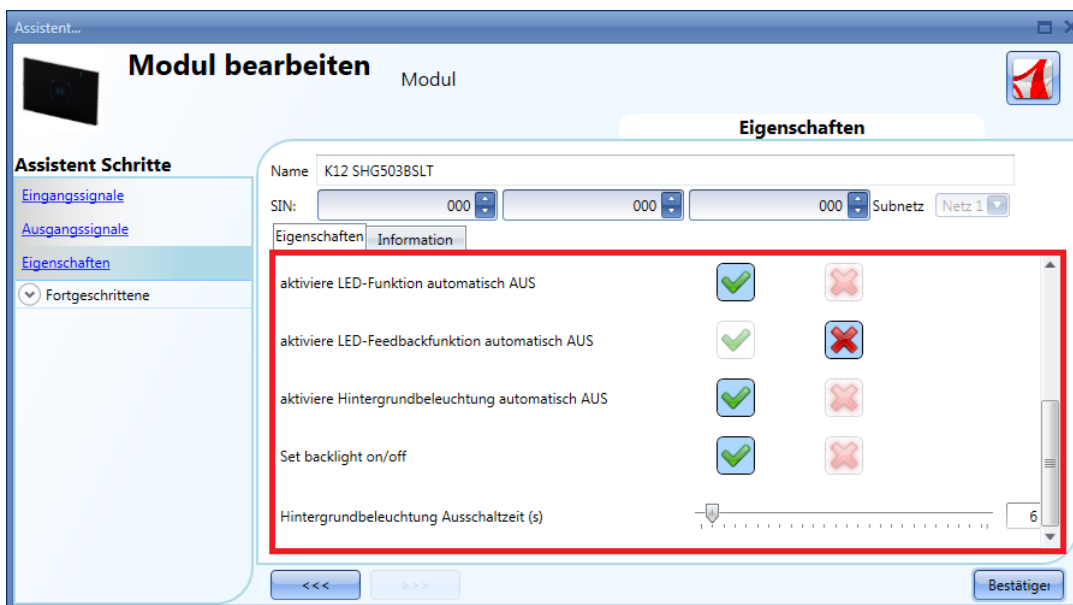 Assistent...
Modul bearbeiten Modul
Eigenschaften
Assistent Schritte
Eingangssignale
Ausgangssignale
Eigenschaften
Fortgeschrittene
Name K12 SHG503BSLT
SIN: 000 000 000 Subnetz Netz 1
Eigenschaften Information
aktiviere LED-Funktion automatisch AUS
aktiviere LED-Feedbackfunktion automatisch AUS
aktiviere Hintergrundbeleuchtung automatisch AUS
Set backlight on/off
Hintergrundbeleuchtung Ausschaltzeit (s) 6
<<< >>> Bestätiger